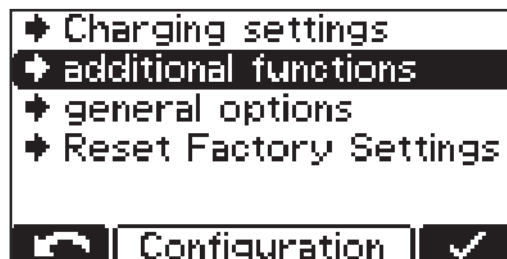 Charging settings
additional functions
general options
Reset Factory Settings
Configuration